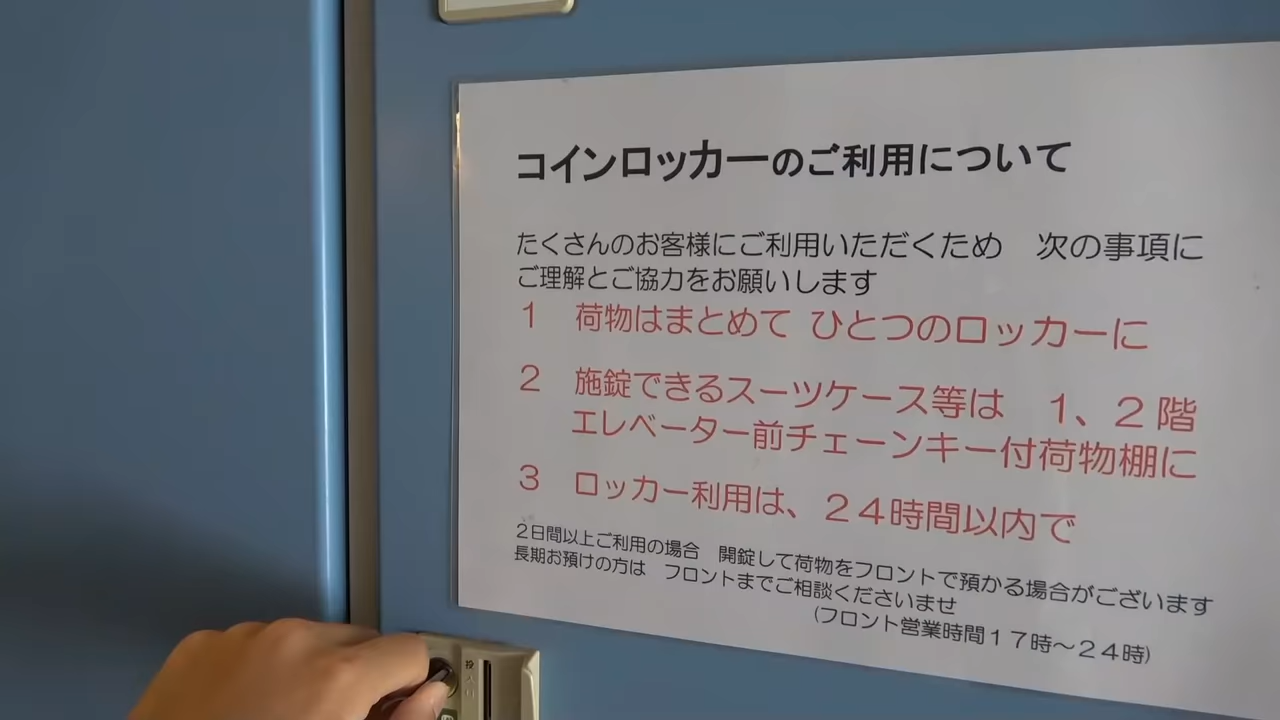 コインロッカーのご利用について
たくさんのお客様にご利用いただくため　次の事項に
ご理解とご協力をお願いします
１　荷物はまとめて ひとつのロッカーに
２　施錠できるスーツケース等は　１、２階
エレベーター前チェーンキー付荷物棚に
３　ロッカー利用は、２４時間以内で
２日間以上ご利用の場合　開錠して荷物をフロントで預かる場合がございます
長期お預けの方は　フロントまでご相談くださいませ
（フロント営業時間１７時～２４時）